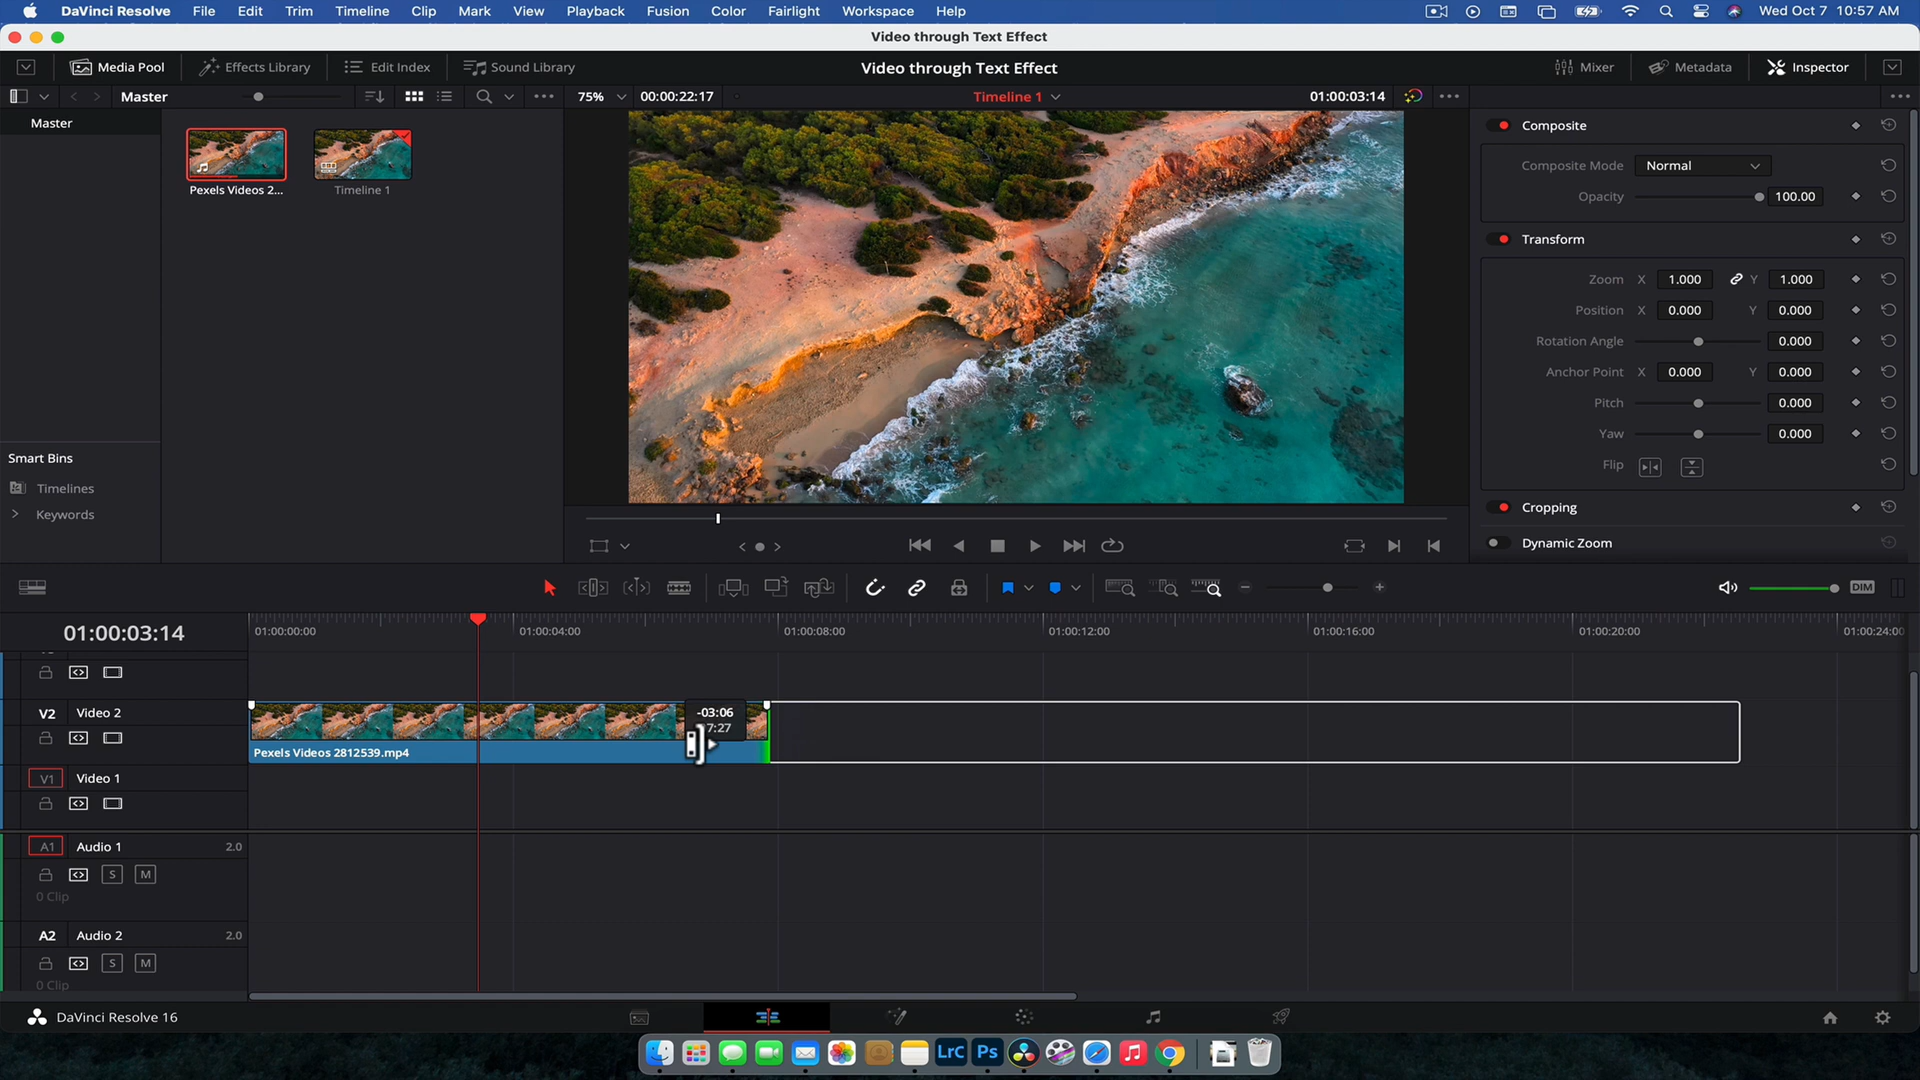 DaVinci Resolve File Edit Trim Timeline Clip Mark View Playback Fusion Color Fairlight Workspace Help Wed Oct 7 10:57 AM
Video through Text Effect
Media Pool Effects Library Edit Index Sound Library Video through Text Effect Mixer Metadata Inspector
Master 75% 00:00:22:17 Timeline 1 01:00:03:14
Master
Pexels Videos 2... Timeline 1
Composite
Composite Mode Normal
Opacity 100.00
Transform
Zoom X 1.000 Y 1.000
Position X 0.000 Y 0.000
Rotation Angle 0.000
Anchor Point X 0.000 Y 0.000
Pitch 0.000
Yaw 0.000
Flip
Cropping
Dynamic Zoom
Smart Bins
Timelines
Keywords
DIM
01:00:03:14 01:00:00:00 01:00:04:00 01:00:08:00 01:00:12:00 01:00:16:00 01:00:20:00 01:00:24:00
V2 Video 2
-03:06
Pexels Videos 2812539.mp4
V1 Video 1
A1 Audio 1 2.0
S M
0 Clip
A2 Audio 2 2.0
S M
0 Clip
DaVinci Resolve 16
LrC Ps